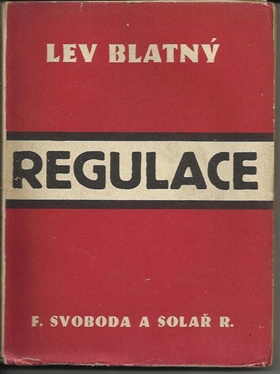 LEV BLATNÝ
REGULACE
F. SVOBODA A SOLAŘ R.